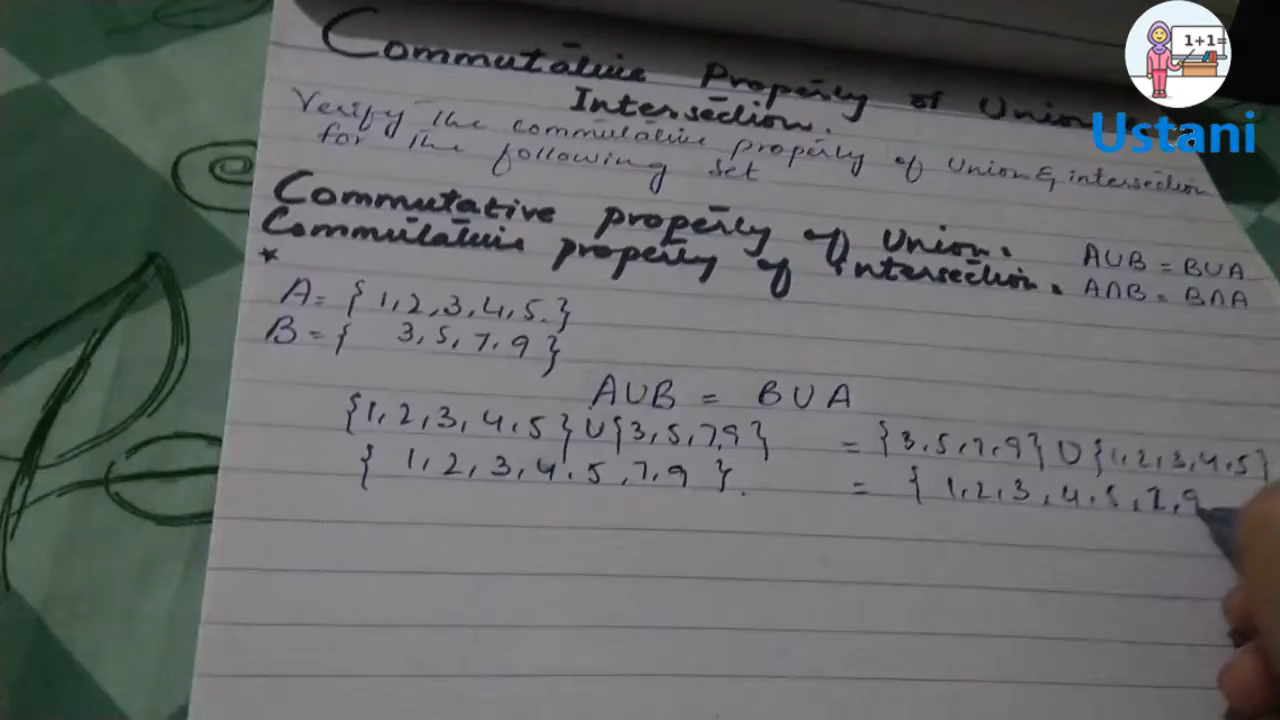 Commutative Property of Union
Intersection.
Verify the commutative property of Union & intersection
for the following set
Commutative property of Union. A∪B = B∪A
Commutative property of Intersection. A∩B = B∩A
*
A = { 1, 2, 3, 4, 5. }
B = { 3, 5, 7, 9 }
A∪B = B∪A
{1, 2, 3, 4, 5} ∪ {3, 5, 7, 9} = {3, 5, 7, 9} ∪ {1, 2, 3, 4, 5}
{ 1, 2, 3, 4, 5, 7, 9 }. = { 1, 2, 3, 4, 5, 7, 9
1+1=
Ustani